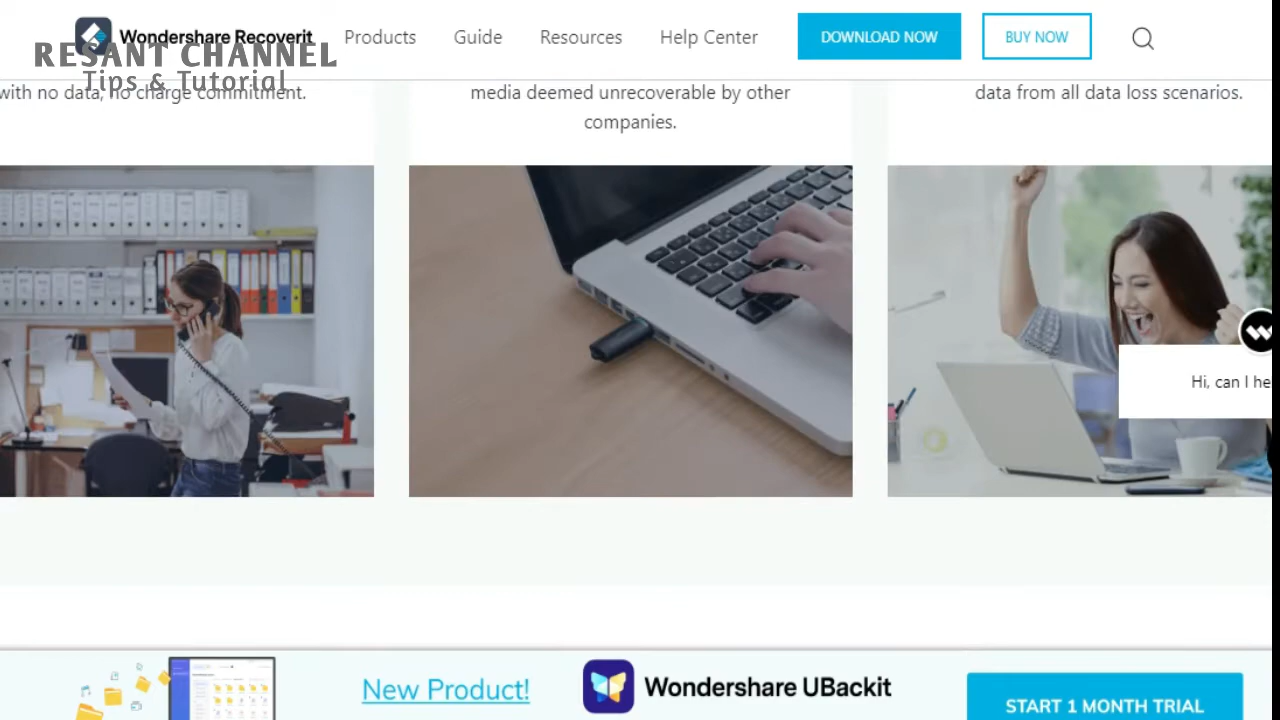 Wondershare Recoverit
Products
Guide
Resources
Help Center
DOWNLOAD NOW
BUY NOW
RESANT CHANNEL
Tips & Tutorial
with no data, no charge commitment.
media deemed unrecoverable by other
companies.
data from all data loss scenarios.
Hi, can I he
New Product!
Wondershare UBackit
START 1 MONTH TRIAL